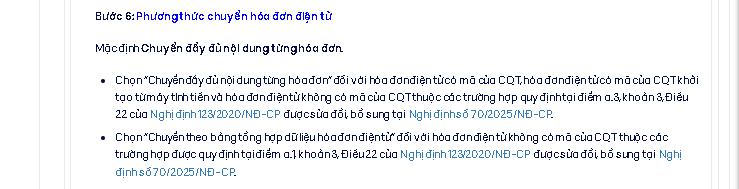 Bước 6: Phương thức chuyển hóa đơn điện tử
Mặc định Chuyển đầy đủ nội dung từng hóa đơn.
Chọn "Chuyển đầy đủ nội dung từng hóa đơn" đối với hóa đơn điện tử có mã của CQT, hóa đơn điện tử có mã của CQT khởi
tạo từ máy tính tiền và hóa đơn điện tử không có mã của CQT thuộc các trường hợp quy định tại điểm a.3, khoản 3, Điều
22 của Nghị định 123/2020/NĐ-CP được sửa đổi, bổ sung tại Nghị định số 70/2025/NĐ-CP.
Chọn "Chuyển theo bảng tổng hợp dữ liệu hóa đơn điện tử" đối với hóa đơn điện tử không có mã của CQT thuộc các
trường hợp được quy định tại điểm a.1, khoản 3, Điều 22 của Nghị định 123/2020/NĐ-CP được sửa đổi, bổ sung tại Nghị
định số 70/2025/NĐ-CP.